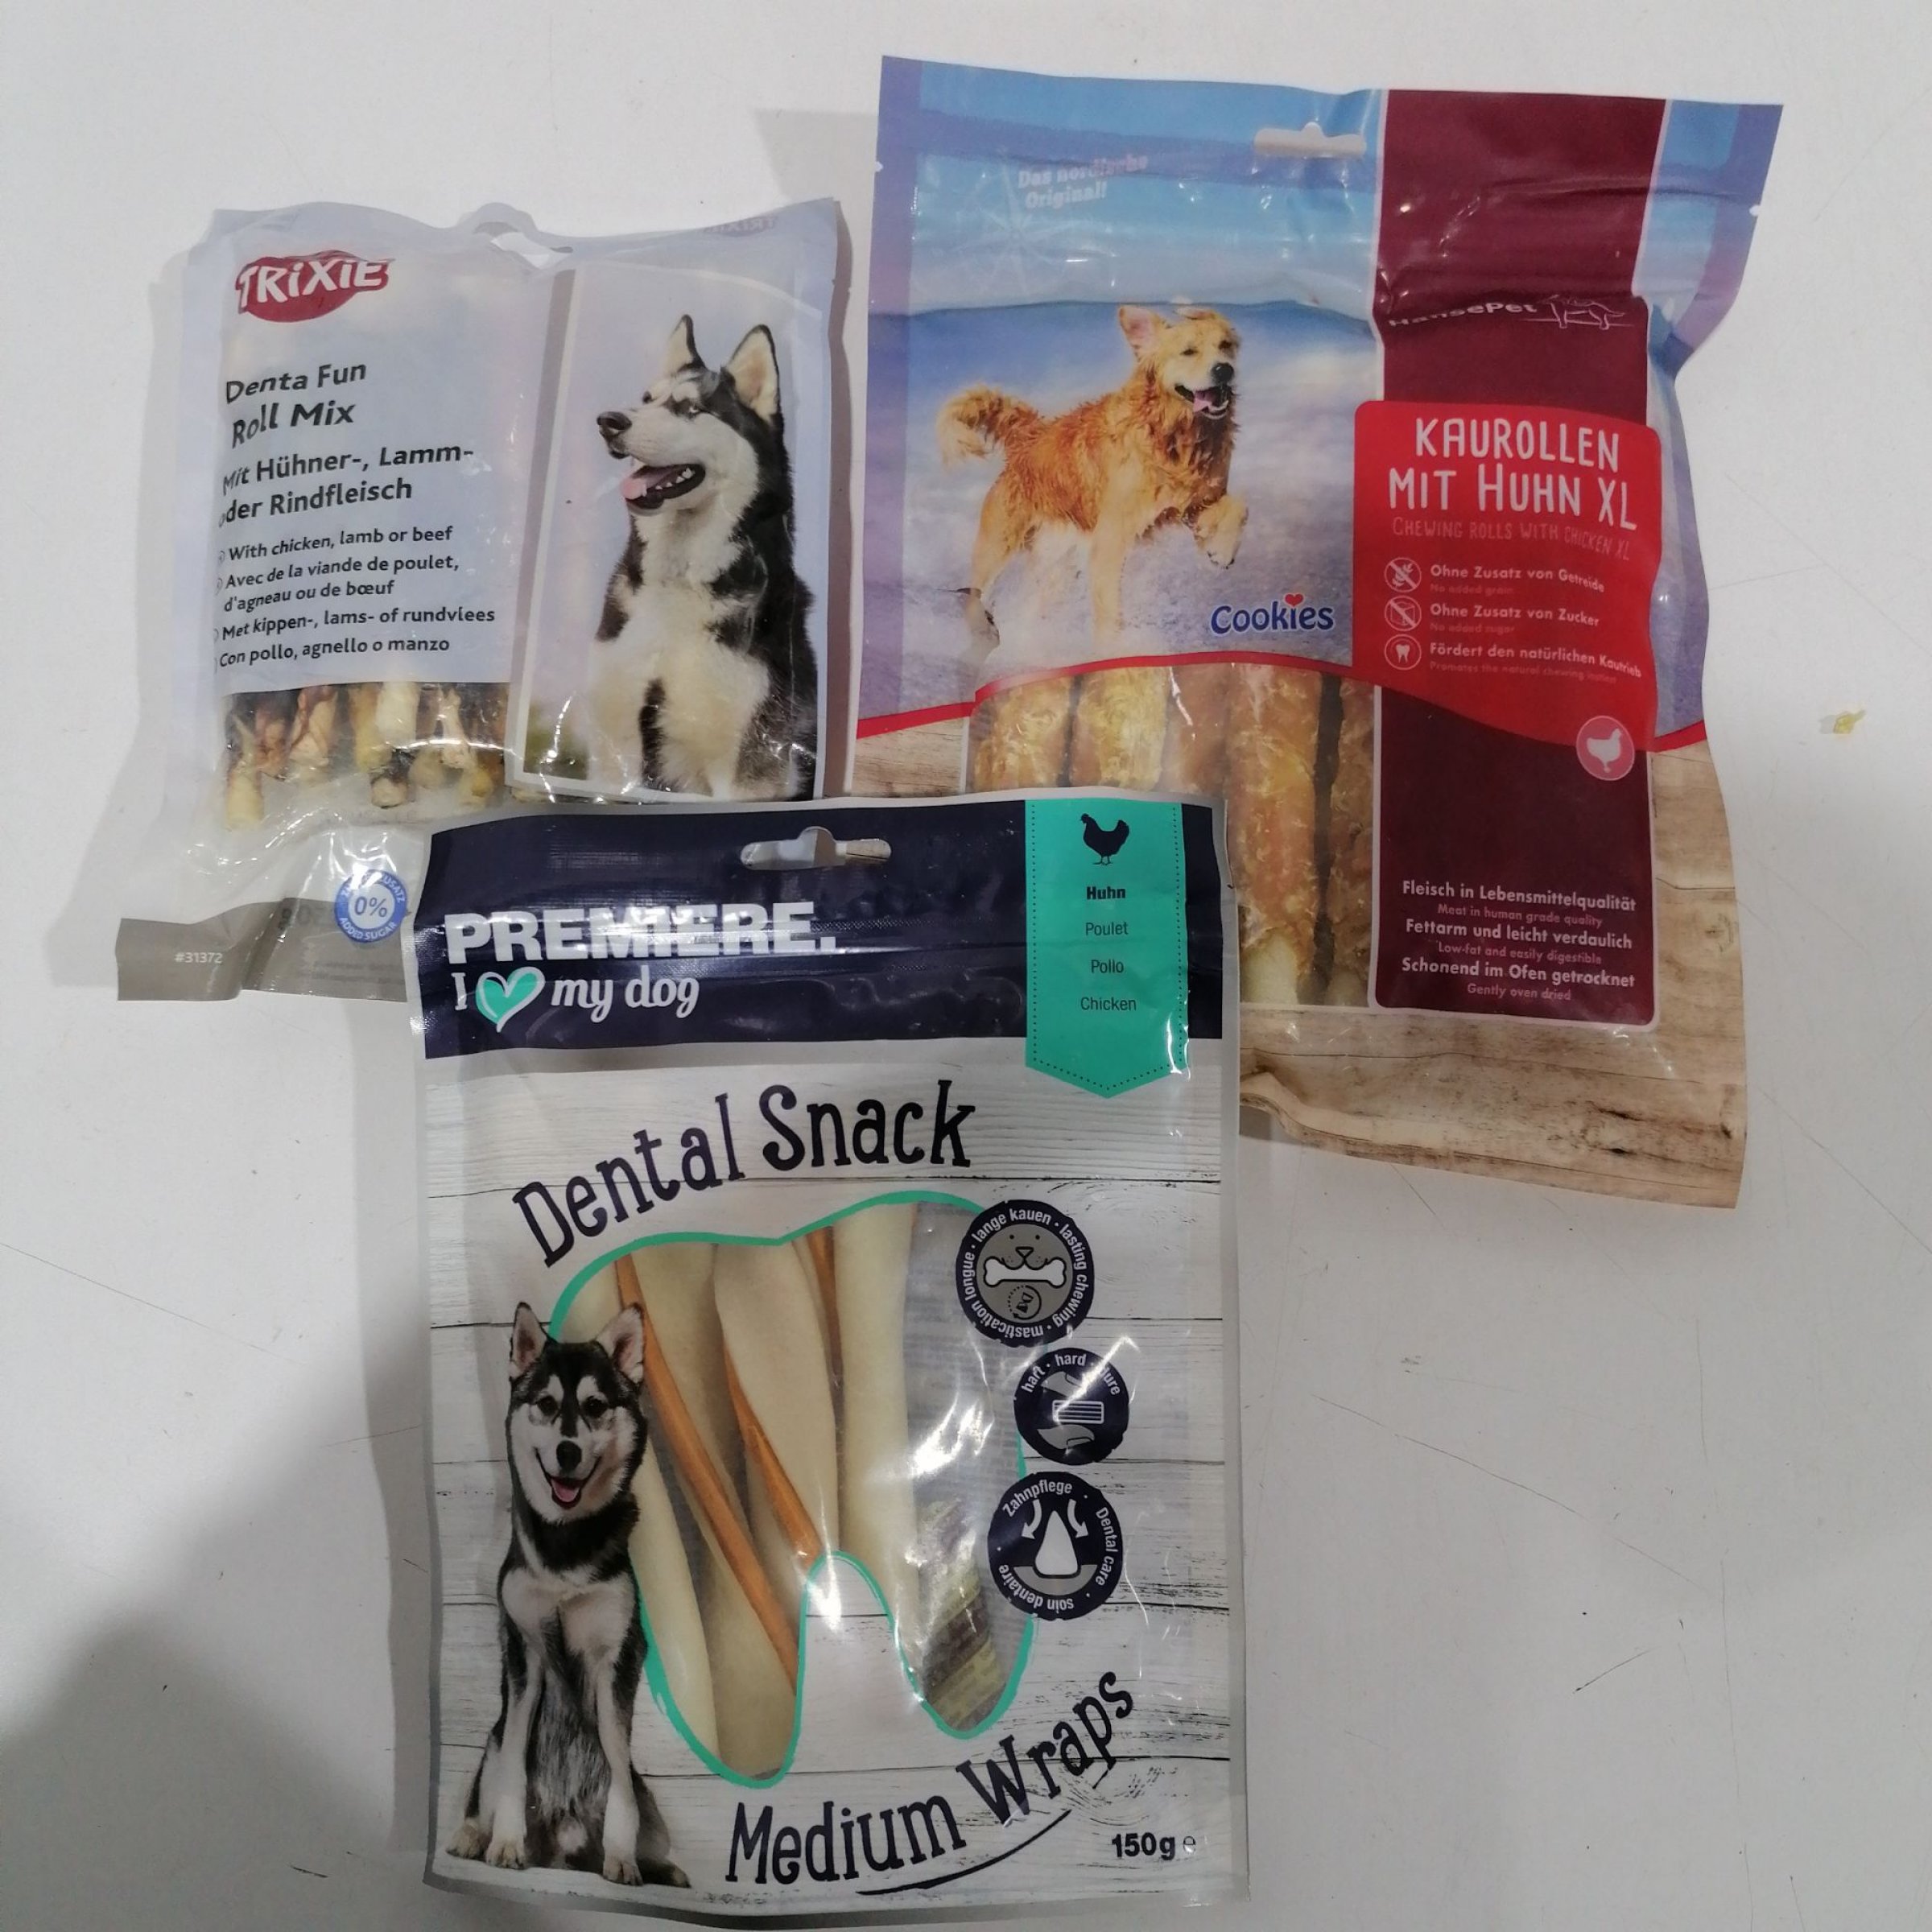 TRIXIE
Denta Fun
Roll Mix
Mit Hühner-, Lamm-
oder Rindfleisch
With chicken, lamb or beef
Avec de la viande de poulet,
d'agneau ou de bœuf
Met kippen-, lams- of rundvlees
Con pollo, agnello o manzo
0%
ADDED SUGAR
#31372
Das nordische
Original!
HansePet
KAUROLLEN
MIT HUHN XL
CHEWING ROLLS WITH CHICKEN XL
Ohne Zusatz von Getreide
No added grain
Ohne Zusatz von Zucker
No added sugar
Fördert den natürlichen Kautrieb
Promotes the natural chewing instinct
Cookies
Fleisch in Lebensmittelqualität
Meat in human grade quality
Fettarm und leicht verdaulich
Low-fat and easily digestible
Schonend im Ofen getrocknet
Gently oven dried
PREMIERE.
I my dog
Huhn
Poulet
Pollo
Chicken
Dental Snack
lange kauen · lasting chewing · mastication longue ·
hart · hard · dure
Zahnpflege · Dental care · soin dentaire ·
Medium Wraps
150g e